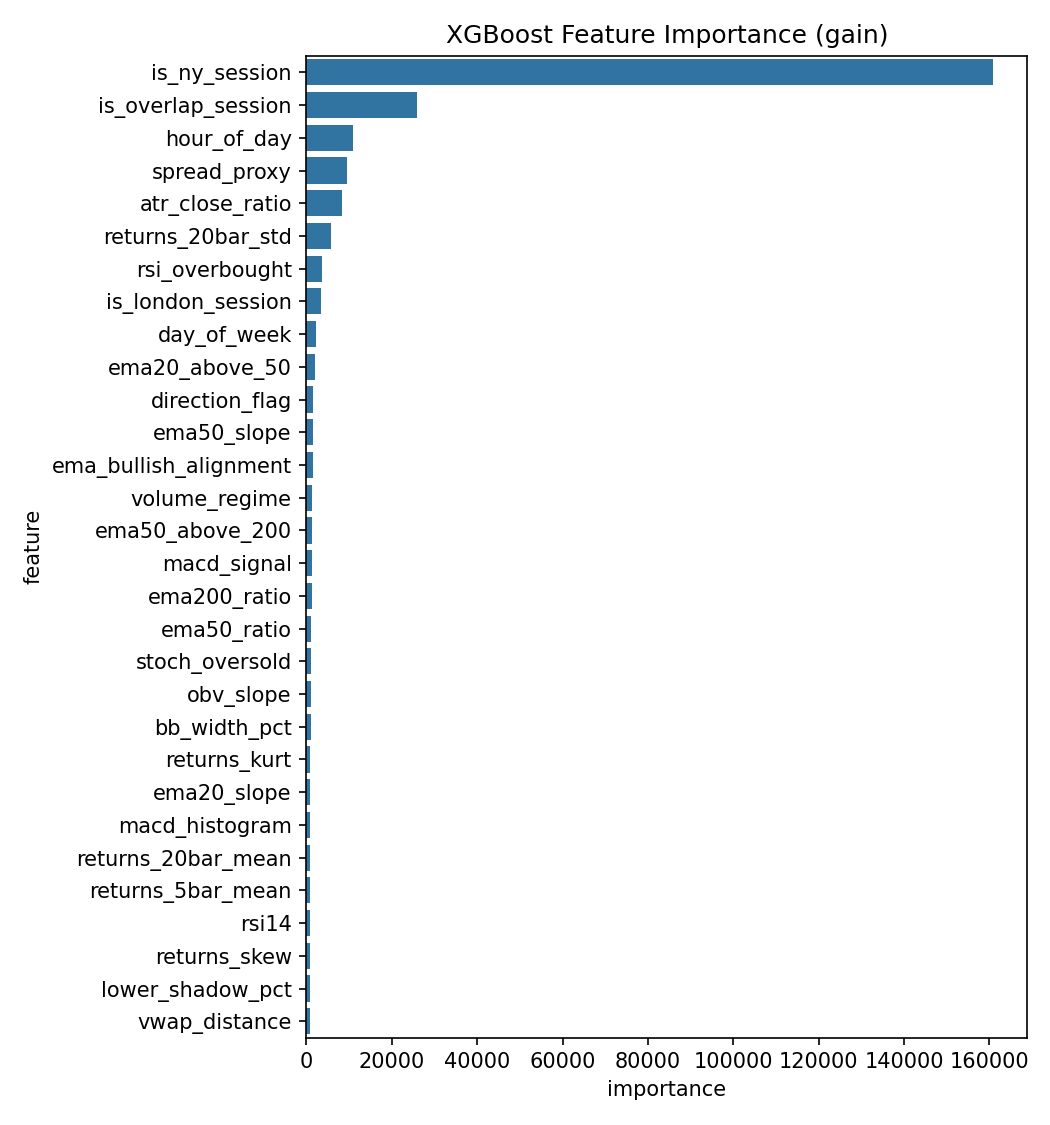 XGBoost Feature Importance (gain)
is_ny_session
is_overlap_session
hour_of_day
spread_proxy
atr_close_ratio
returns_20bar_std
rsi_overbought
is_london_session
day_of_week
ema20_above_50
direction_flag
ema50_slope
ema_bullish_alignment
volume_regime
ema50_above_200
macd_signal
ema200_ratio
ema50_ratio
stoch_oversold
obv_slope
bb_width_pct
returns_kurt
ema20_slope
macd_histogram
returns_20bar_mean
returns_5bar_mean
rsi14
returns_skew
lower_shadow_pct
vwap_distance
feature
0 20000 40000 60000 80000 100000 120000 140000 160000
importance